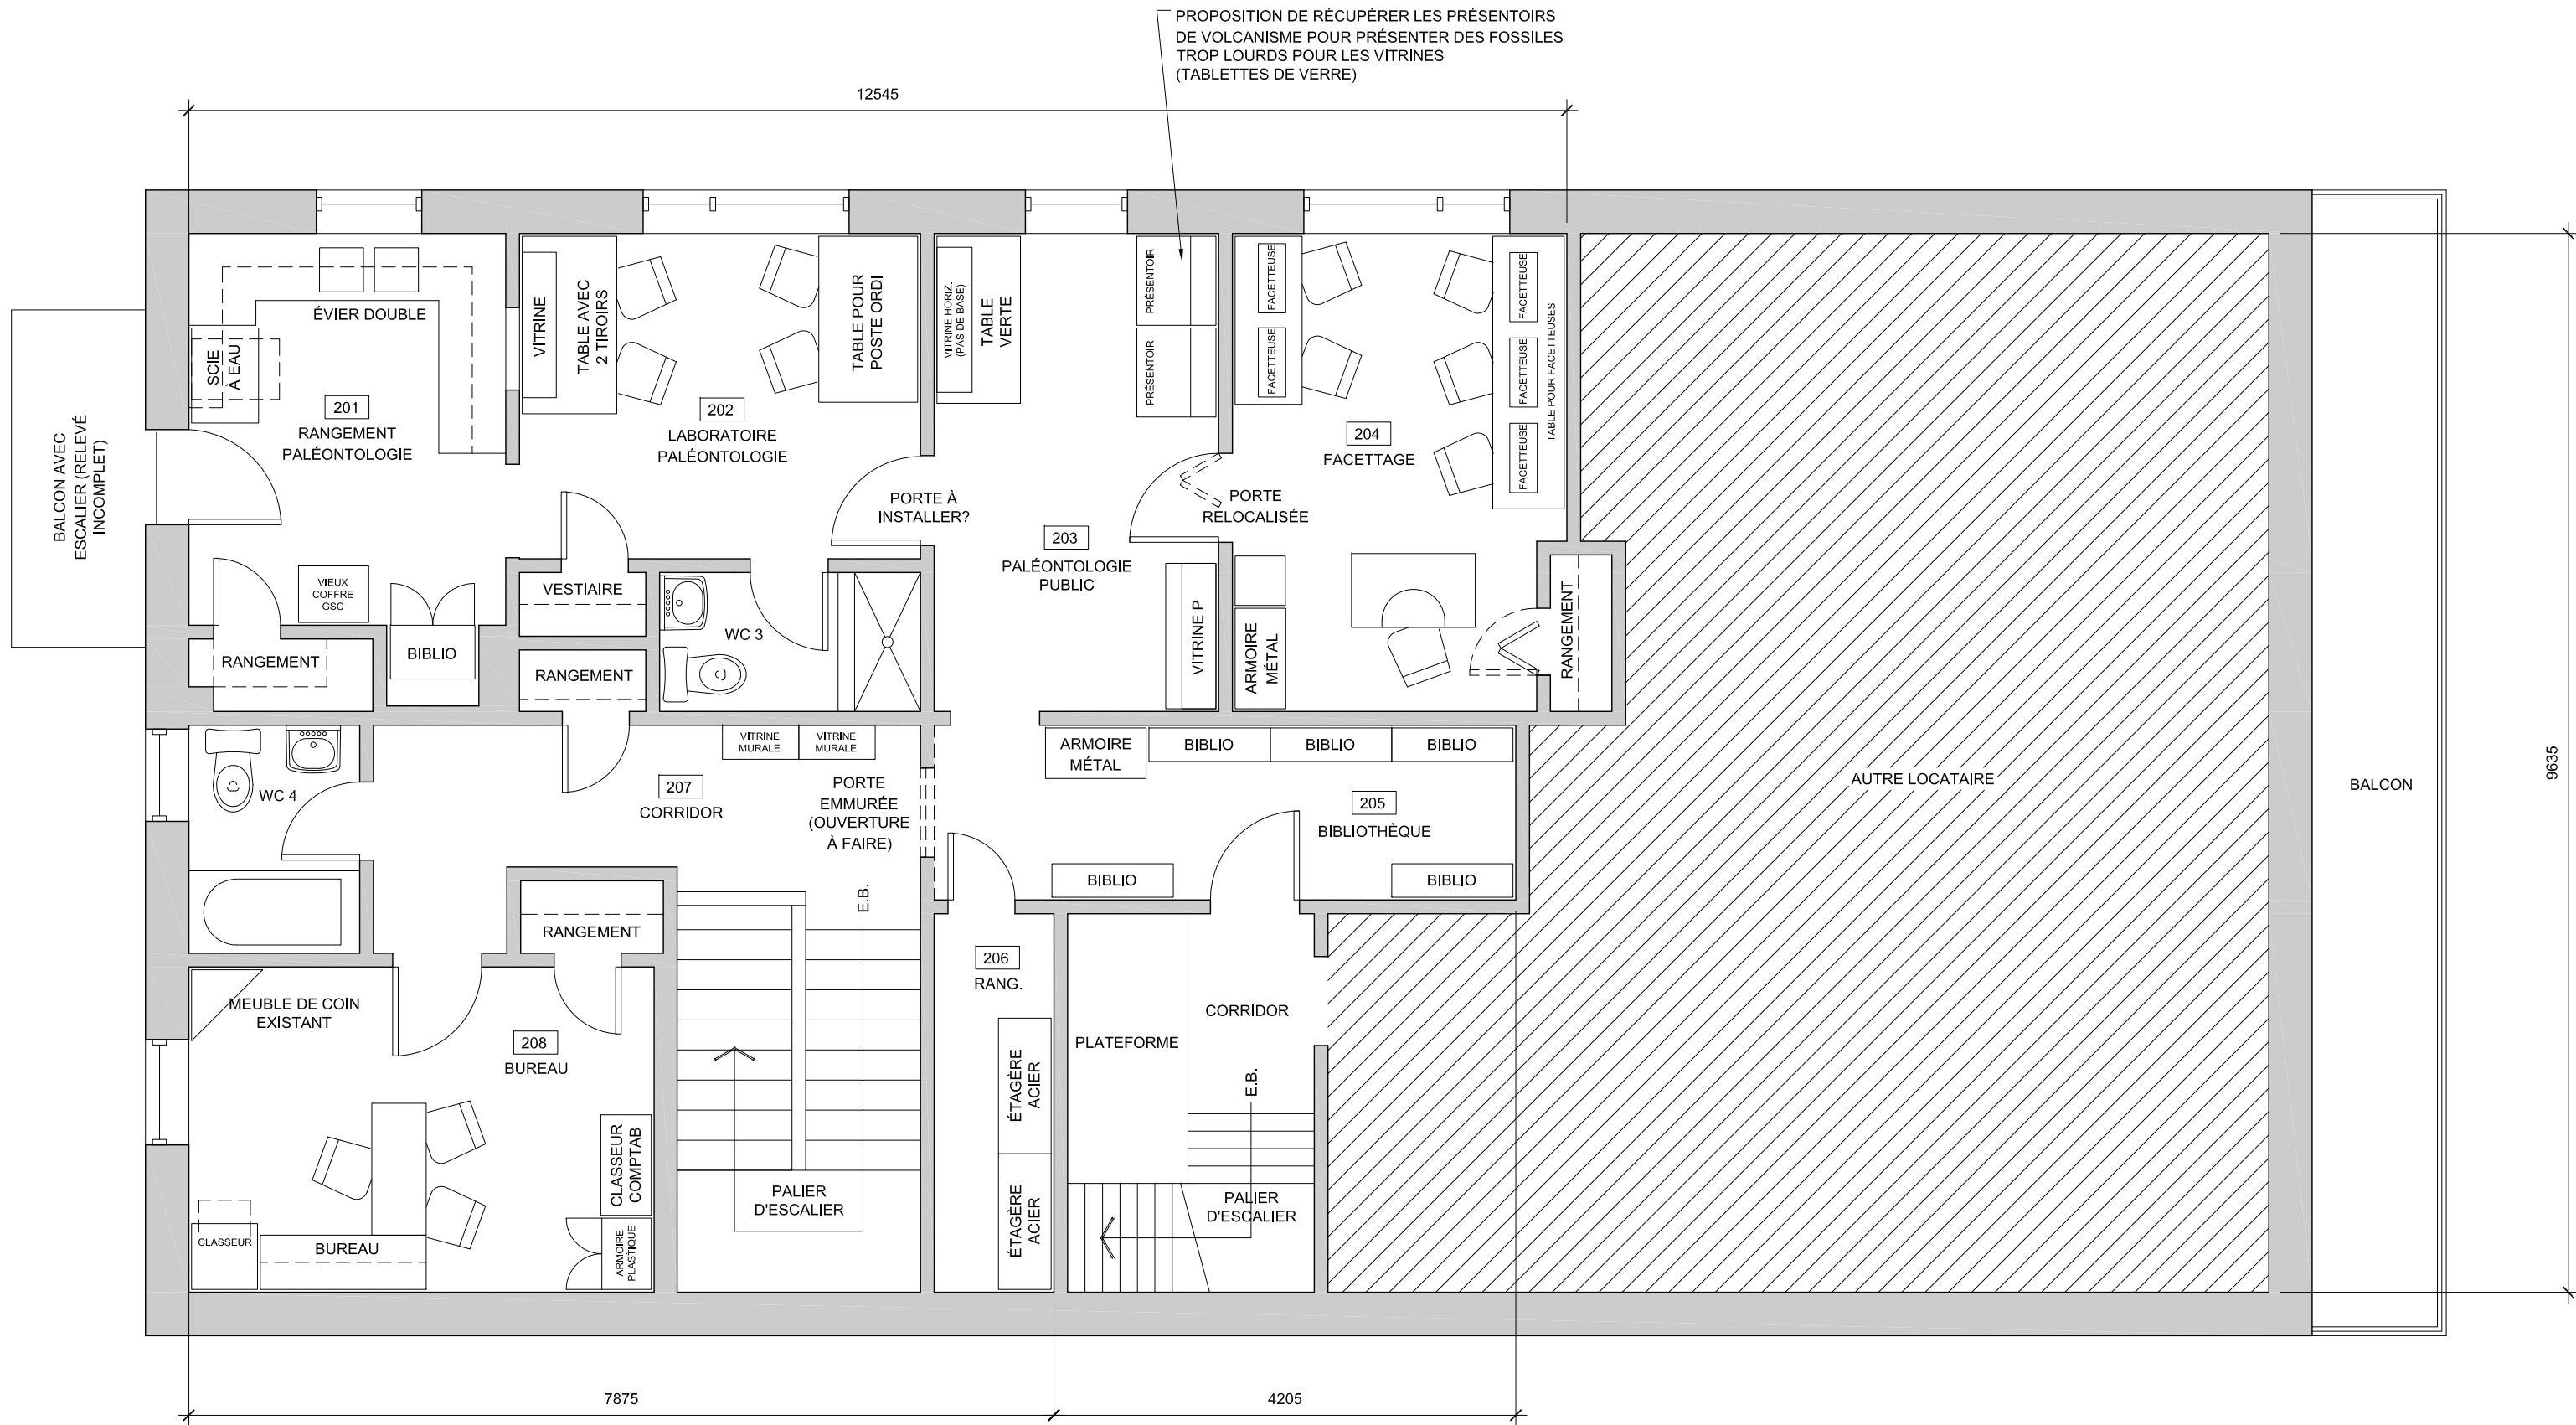 PROPOSITION DE RÉCUPÉRER LES PRÉSENTOIRS
DE VOLCANISME POUR PRÉSENTER DES FOSSILES
TROP LOURDS POUR LES VITRINES
(TABLETTES DE VERRE)
12545
BALCON AVEC
ESCALIER (RELEVÉ
INCOMPLET)
ÉVIER DOUBLE
SCIE
À EAU
201
RANGEMENT
PALÉONTOLOGIE
VIEUX
COFFRE
GSC
BIBLIO
RANGEMENT
VITRINE
TABLE AVEC
2 TIROIRS
TABLE POUR
POSTE ORDI
202
LABORATOIRE
PALÉONTOLOGIE
VESTIAIRE
RANGEMENT
WC 3
PORTE À
INSTALLER?
VITRINE HORIZ.
(PAS DE BASE)
TABLE
VERTE
PRÉSENTOIR
PRÉSENTOIR
203
PALÉONTOLOGIE
PUBLIC
VITRINE P
PORTE
RELOCALISÉE
FACETTEUSE
FACETTEUSE
FACETTEUSE
FACETTEUSE
FACETTEUSE
TABLE POUR FACETTEUSES
204
FACETTAGE
ARMOIRE
MÉTAL
RANGEMENT
WC 4
VITRINE
MURALE
VITRINE
MURALE
207
CORRIDOR
PORTE
EMMURÉE
(OUVERTURE
À FAIRE)
E.B.
ARMOIRE
MÉTAL
BIBLIO
BIBLIO
BIBLIO
205
BIBLIOTHÈQUE
BIBLIO
BIBLIO
AUTRE LOCATAIRE
BALCON
9635
RANGEMENT
MEUBLE DE COIN
EXISTANT
208
BUREAU
CLASSEUR
COMPTAB
ARMOIRE
PLASTIQUE
CLASSEUR
BUREAU
PALIER
D'ESCALIER
206
RANG.
ÉTAGÈRE
ACIER
ÉTAGÈRE
ACIER
PLATEFORME
CORRIDOR
E.B.
PALIER
D'ESCALIER
7875
4205